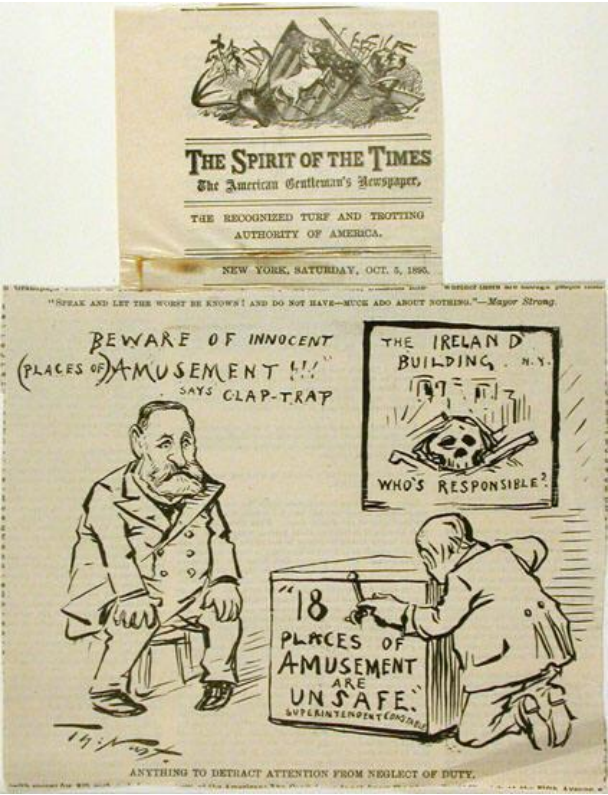 THE SPIRIT OF THE TIMES
The American Gentleman's Newspaper,
THE RECOGNIZED TURF AND TROTTING
AUTHORITY OF AMERICA.
NEW YORK, SATURDAY, OCT. 5, 1895.
"SPEAK AND LET THE WORST BE KNOWN! AND DO NOT HAVE—MUCH ADO ABOUT NOTHING."—Mayor Strong.
BEWARE OF INNOCENT
(PLACES OF) AMUSEMENT !!!"
SAYS CLAP-TRAP
THE IRELAND
BUILDING. N.Y.
WHO'S RESPONSIBLE?
"18
PLACES OF
AMUSEMENT
ARE
UNSAFE."
SUPERINTENDENT CONSTABLE
Th: Nast.
ANYTHING TO DETRACT ATTENTION FROM NEGLECT OF DUTY.